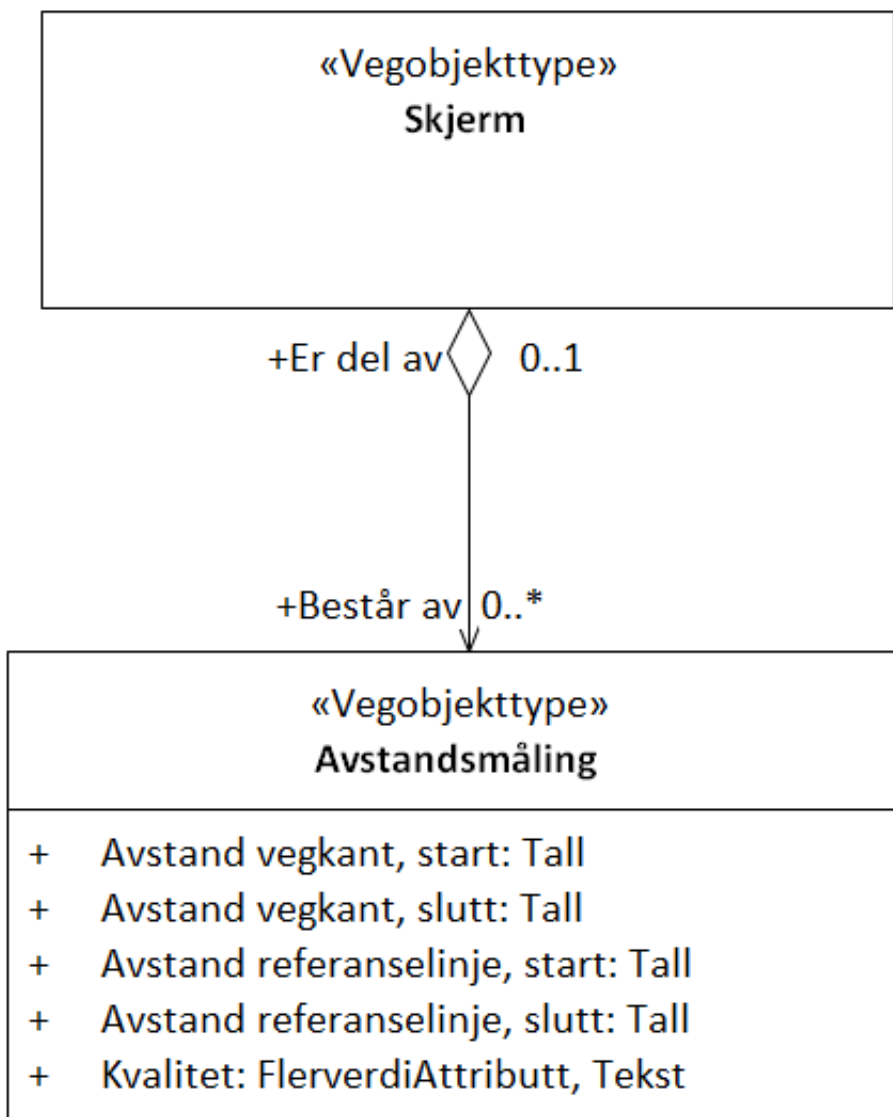 «Vegobjekttype»
Skjerm
+Er del av 0..1
+Består av 0..*
«Vegobjekttype»
Avstandsmåling
+ Avstand vegkant, start: Tall
+ Avstand vegkant, slutt: Tall
+ Avstand referanselinje, start: Tall
+ Avstand referanselinje, slutt: Tall
+ Kvalitet: FlerverdiAttributt, Tekst